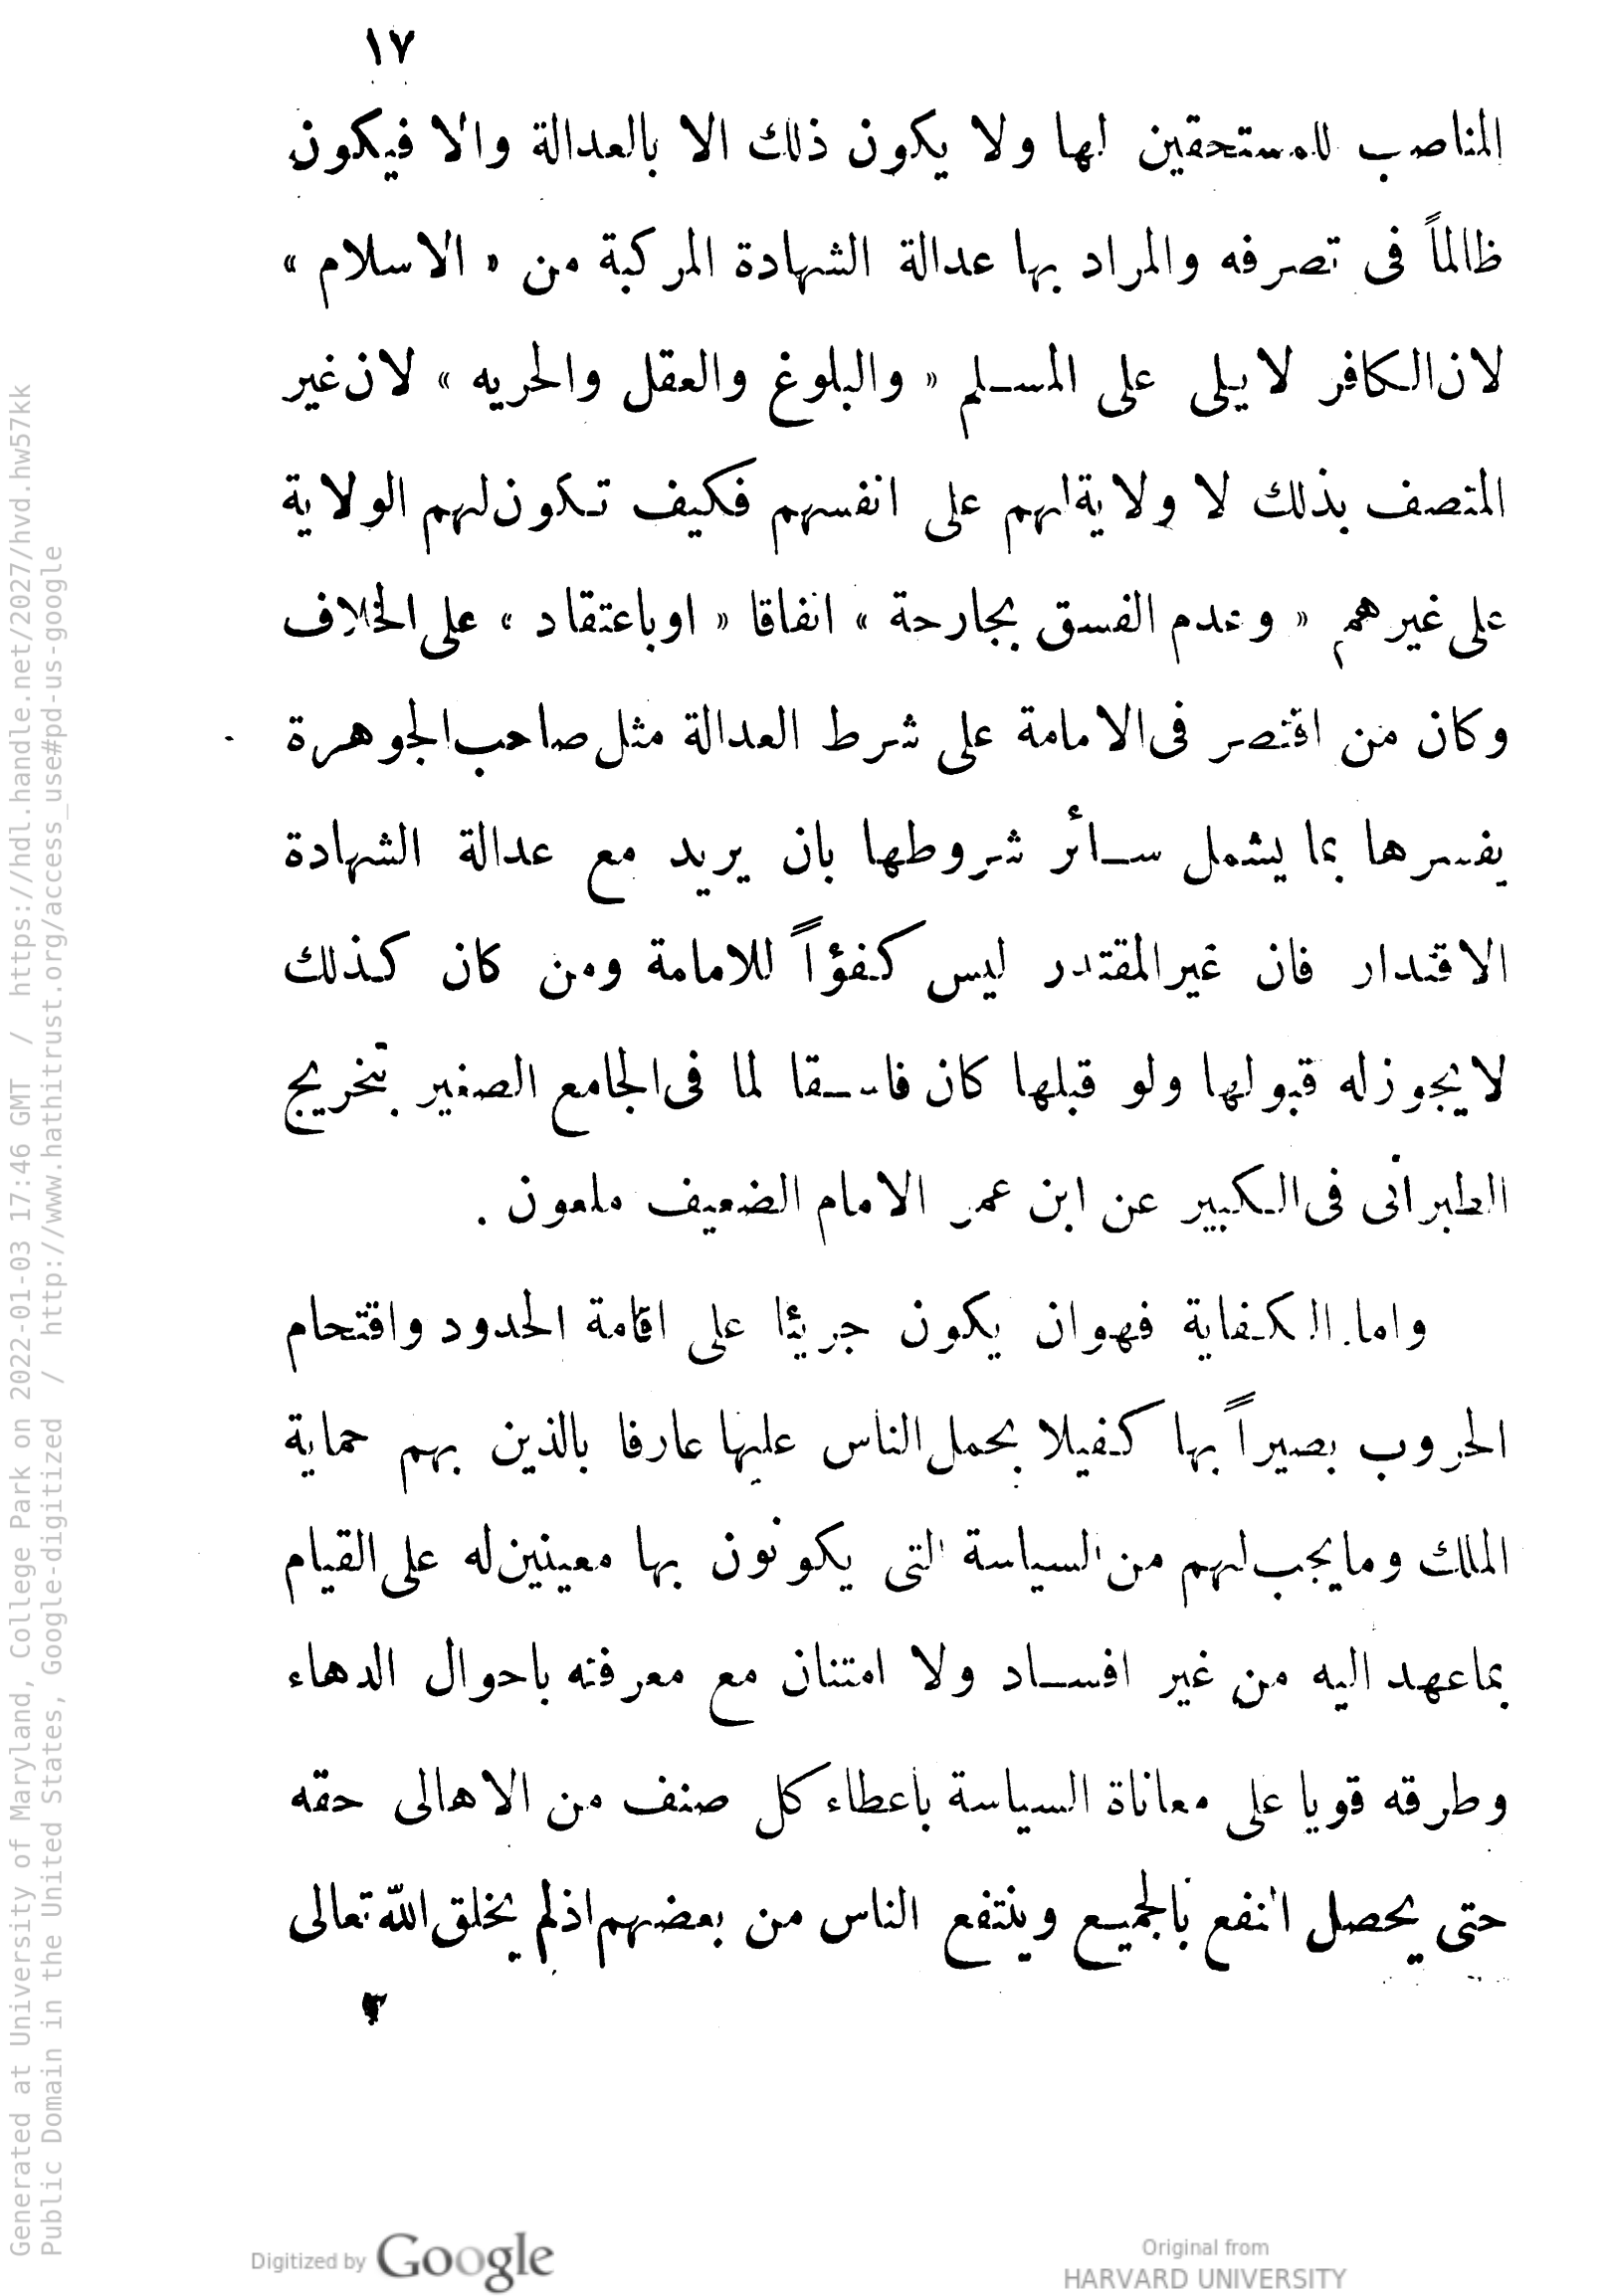 ١٧
المناصب للمستحقين لها ولا يكون ذلك الا بالعدالة والا فيكون
ظالماً فى تصرفه والمراد بها عدالة الشهادة المركبة من « الاسلام »
لان الكافر لا يلى على المسلم « والبلوغ والعقل والحريه » لان غير
المتصف بذلك لا ولاية لهم على انفسهم فكيف تكون لهم الولاية
على غيرهم « وعدم الفسق بجارحة » اتفاقا « او باعتقاد » على الخلاف
وكان من اقتصر فى الامامة على شرط العدالة مثل صاحب الجوهرة
يفسرها بما يشمل سائر شروطها بان يريد مع عدالة الشهادة
الاقتدار فان غير المقتدر ليس كفؤاً للامامة ومن كان كذلك
لا يجوز له قبولها ولو قبلها كان فاسقا لما فى الجامع الصغير بتخريج
الطبرانى فى الكبير عن ابن عمر الامام الضعيف ملعون .
واما الكفاية فهو ان يكون جريئا على اقامة الحدود واقتحام
الحروب بصيراً بها كفيلا بحمل الناس عليها عارفا بالذين بهم حماية
الملك وما يجب لهم من السياسة التى يكونون بها معينين له على القيام
بما عهد اليه من غير افساد ولا امتنان مع معرفته باحوال الدهاء
وطرقه قويا على معاناة السياسة باعطاء كل صنف من الاهالى حقه
حتى يحصل النفع بالجميع وينتفع الناس من بعضهم اذ لم يخلق الله تعالى
٣
Generated at University of Maryland, College Park on 2022-01-03 17:46 GMT / https://hdl.handle.net/2027/hvd.hw57kk
Public Domain in the United States, Google-digitized / http://www.hathitrust.org/access_use#pd-us-google
Digitized by Google
Original from
HARVARD UNIVERSITY